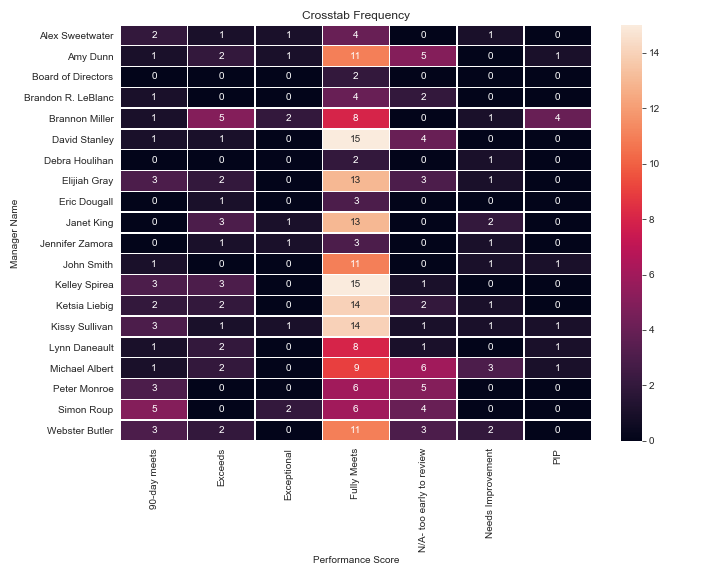 Crosstab Frequency
Manager Name
Alex Sweetwater 2 1 1 4 0 1 0
Amy Dunn 1 2 1 11 5 0 1
Board of Directors 0 0 0 2 0 0 0
Brandon R. LeBlanc 1 0 0 4 2 0 0
Brannon Miller 1 5 2 8 0 1 4
David Stanley 1 1 0 15 4 0 0
Debra Houlihan 0 0 0 2 0 1 0
Elijiah Gray 3 2 0 13 3 1 0
Eric Dougall 0 1 0 3 0 0 0
Janet King 0 3 1 13 0 2 0
Jennifer Zamora 0 1 1 3 0 1 0
John Smith 1 0 0 11 0 1 1
Kelley Spirea 3 3 0 15 1 0 0
Ketsia Liebig 2 2 0 14 2 1 0
Kissy Sullivan 3 1 1 14 1 1 1
Lynn Daneault 1 2 0 8 1 0 1
Michael Albert 1 2 0 9 6 3 1
Peter Monroe 3 0 0 6 5 0 0
Simon Roup 5 0 2 6 4 0 0
Webster Butler 3 2 0 11 3 2 0
90-day meets
Exceeds
Exceptional
Fully Meets
N/A- too early to review
Needs Improvement
PIP
Performance Score
14
12
10
8
6
4
2
0